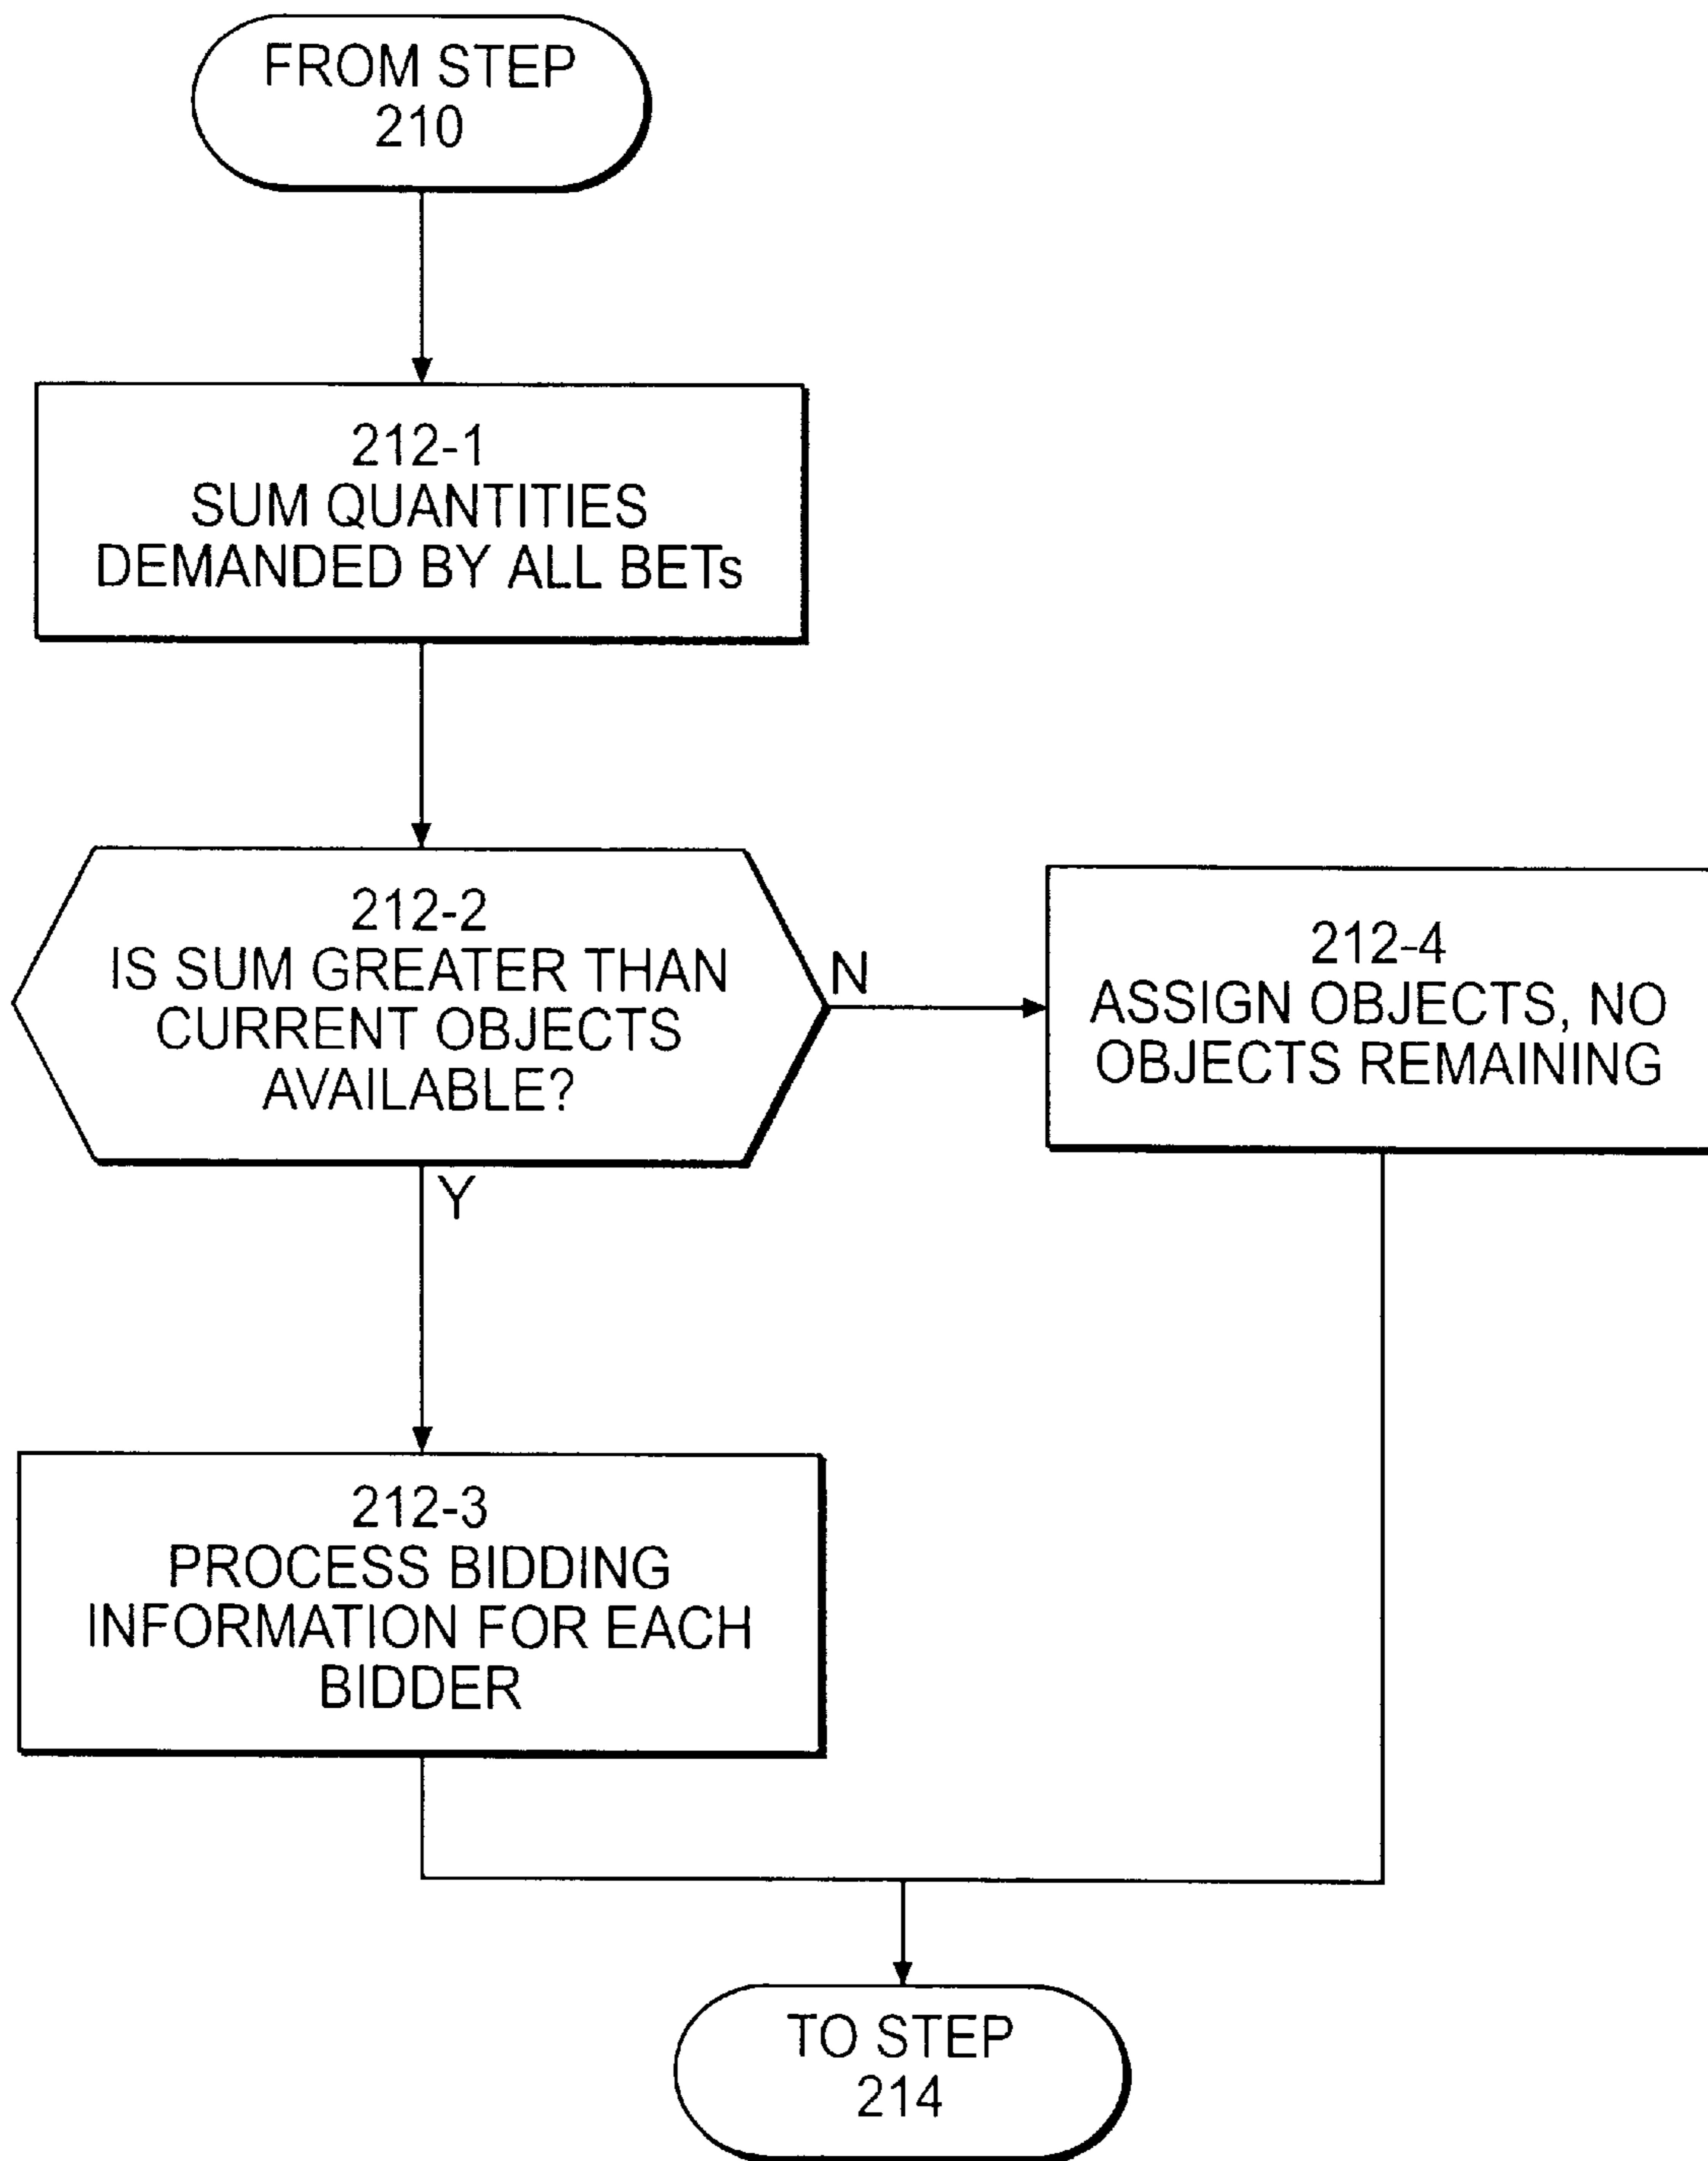 FROM STEP
210
212-1
SUM QUANTITIES
DEMANDED BY ALL BETs
212-2
IS SUM GREATER THAN
CURRENT OBJECTS
AVAILABLE?
N
212-4
ASSIGN OBJECTS, NO
OBJECTS REMAINING
Y
212-3
PROCESS BIDDING
INFORMATION FOR EACH
BIDDER
TO STEP
214